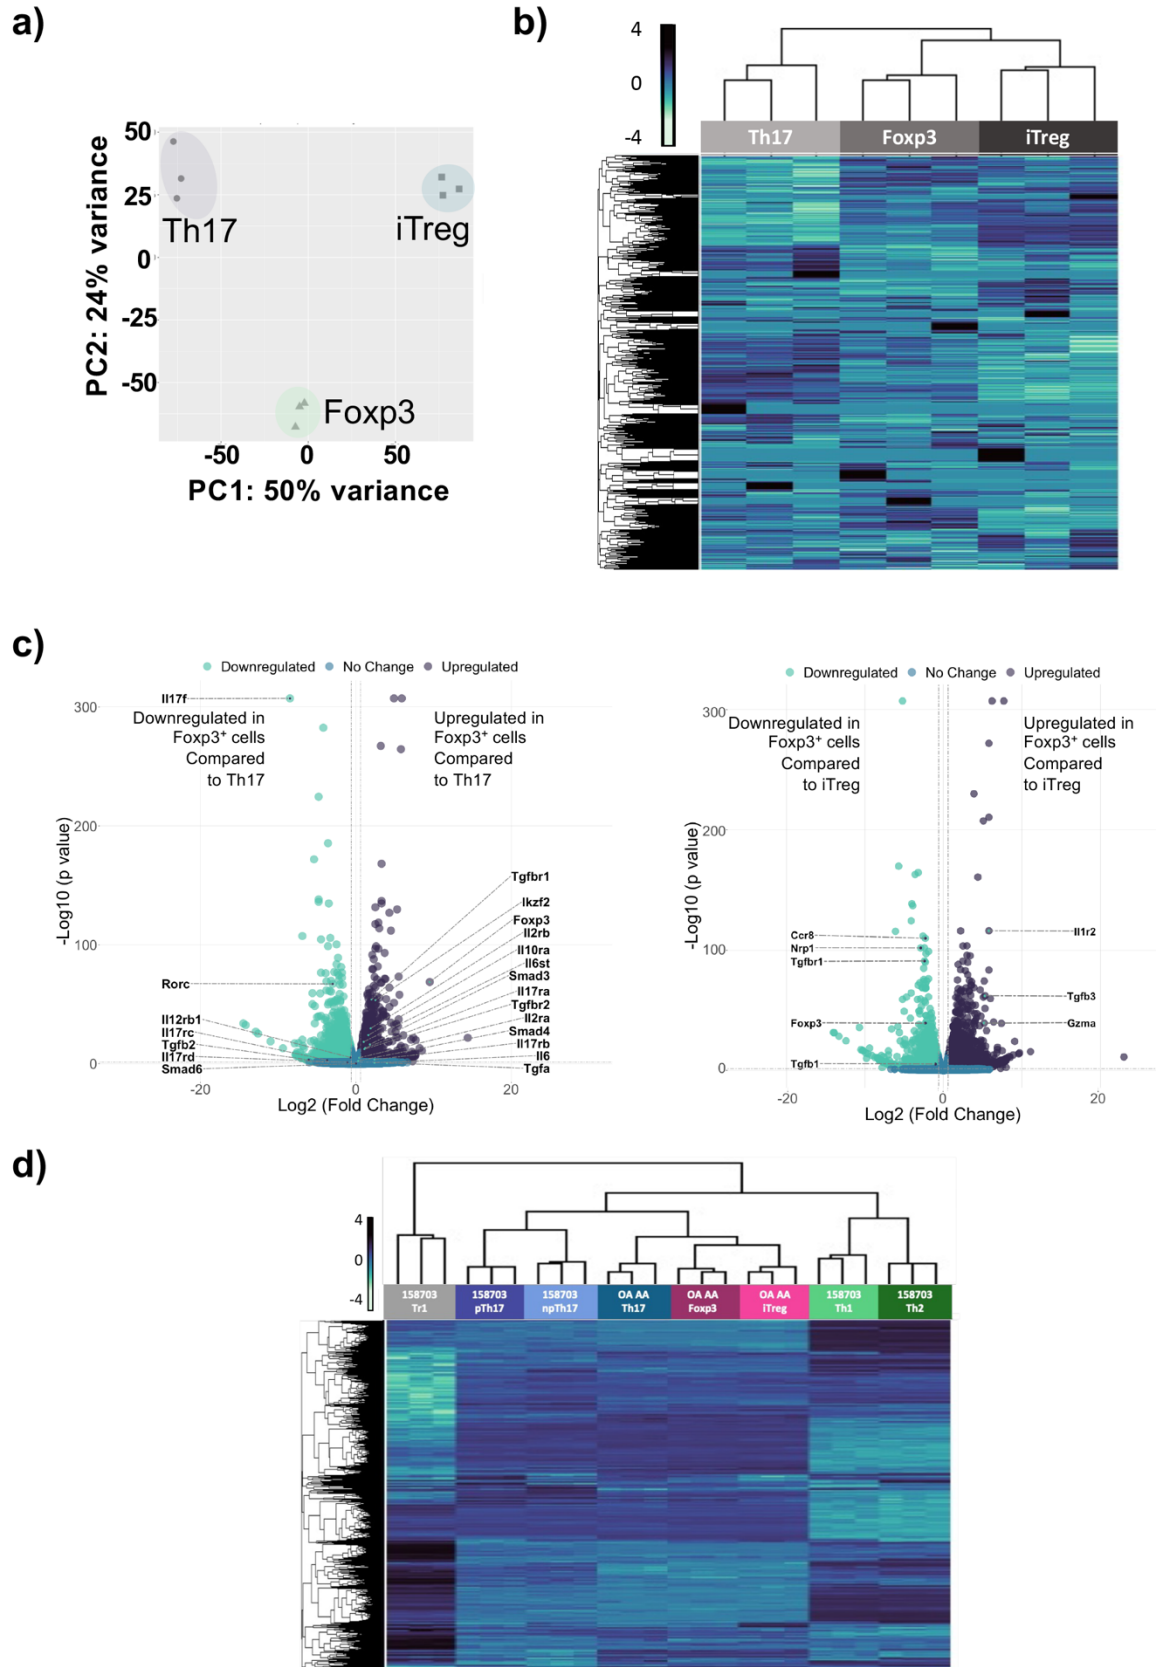 a)
50
25
0
-25
-50
PC2: 24% variance
Th17
iTreg
Foxp3
-50 0 50
PC1: 50% variance
b)
4
0
-4
Th17 Foxp3 iTreg
c)
Downregulated No Change Upregulated
300
200
100
0
-Log10 (p value)
Il17f
Downregulated in
Foxp3⁺ cells
Compared
to Th17
Upregulated in
Foxp3⁺ cells
Compared
to Th17
Rorc
Il12rb1
Il17rc
Tgfb2
Il17rd
Smad6
Tgfbr1
Ikzf2
Foxp3
Il2rb
Il10ra
Il6st
Smad3
Il17ra
Tgfbr2
Il2ra
Smad4
Il17rb
Il6
Tgfa
-20 0 20
Log2 (Fold Change)
Downregulated No Change Upregulated
300
200
100
0
-Log10 (p value)
Downregulated in
Foxp3⁺ cells
Compared
to iTreg
Upregulated in
Foxp3⁺ cells
Compared
to iTreg
Ccr8
Nrp1
Tgfbr1
Foxp3
Tgfb1
Il1r2
Tgfb3
Gzma
-20 0 20
Log2 (Fold Change)
d)
4
0
-4
158703 158703 158703 OA AA OA AA OA AA 158703 158703
Tr1 pTh17 npTh17 Th17 Foxp3 iTreg Th1 Th2